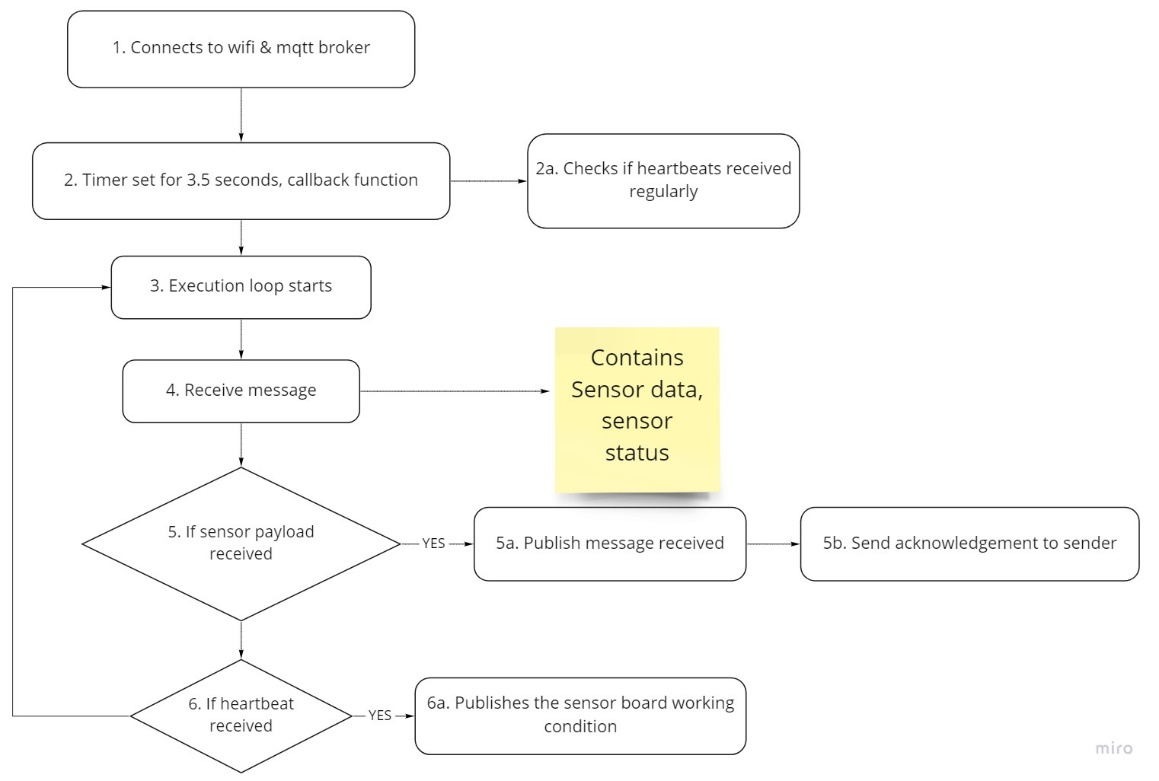 1. Connects to wifi & mqtt broker
2. Timer set for 3.5 seconds, callback function
2a. Checks if heartbeats received
regularly
3. Execution loop starts
4. Receive message
Contains
Sensor data,
sensor
status
5. If sensor payload
received
YES
5a. Publish message received
5b. Send acknowledgement to sender
6. If heartbeat
received
YES
6a. Publishes the sensor board working
condition
miro